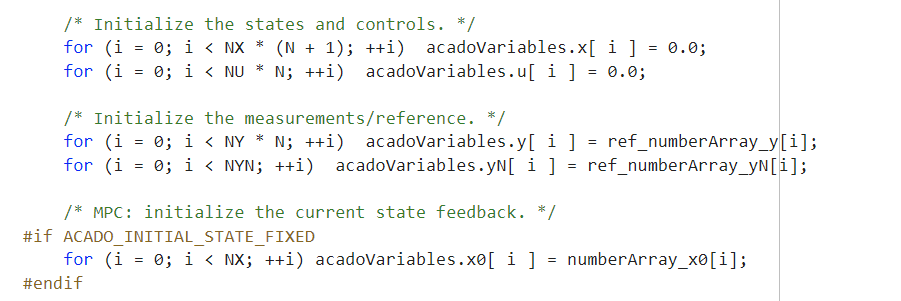 /* Initialize the states and controls. */
for (i = 0; i < NX * (N + 1); ++i)  acadoVariables.x[ i ] = 0.0;
for (i = 0; i < NU * N; ++i)  acadoVariables.u[ i ] = 0.0;
/* Initialize the measurements/reference. */
for (i = 0; i < NY * N; ++i)  acadoVariables.y[ i ] = ref_numberArray_y[i];
for (i = 0; i < NYN; ++i)  acadoVariables.yN[ i ] = ref_numberArray_yN[i];
/* MPC: initialize the current state feedback. */
#if ACADO_INITIAL_STATE_FIXED
for (i = 0; i < NX; ++i) acadoVariables.x0[ i ] = numberArray_x0[i];
#endif